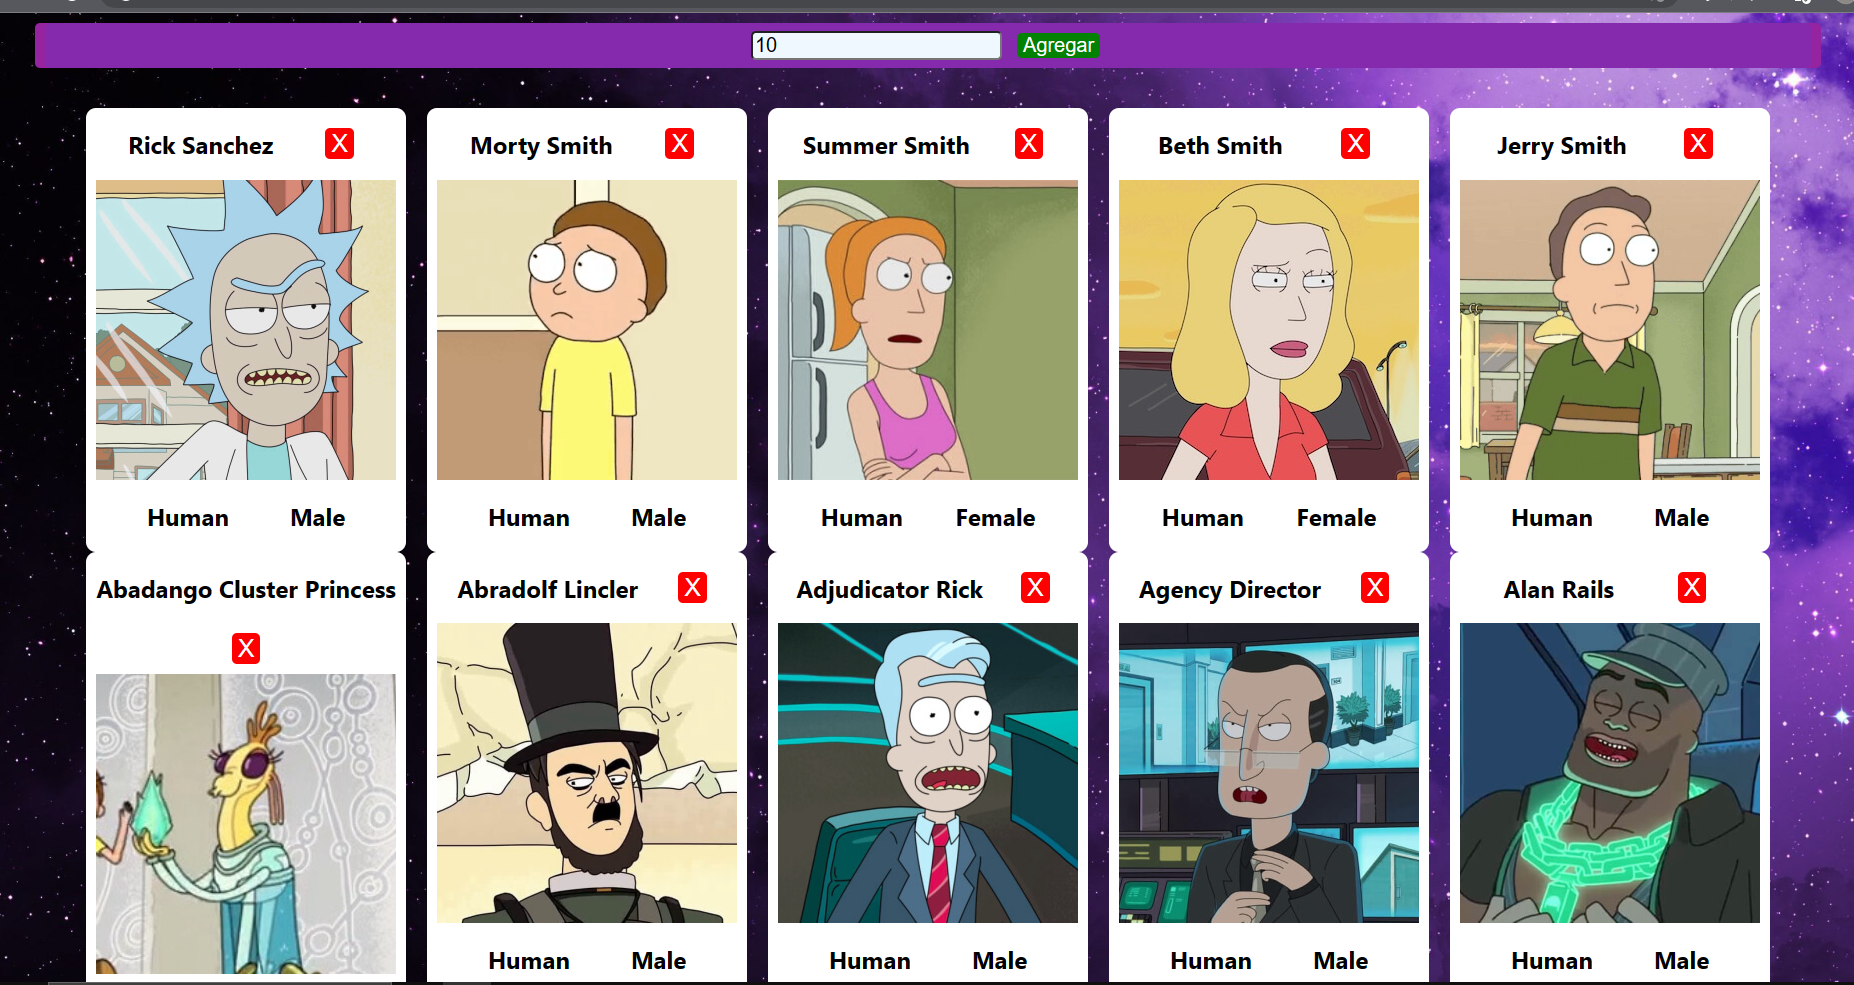 10 Agregar
Rick Sanchez X
Morty Smith X
Summer Smith X
Beth Smith X
Jerry Smith X
Human Male
Human Male
Human Female
Human Female
Human Male
Abadango Cluster Princess
X
Abradolf Lincler X
Adjudicator Rick X
Agency Director X
Alan Rails X
Human Male
Human Male
Human Male
Human Male